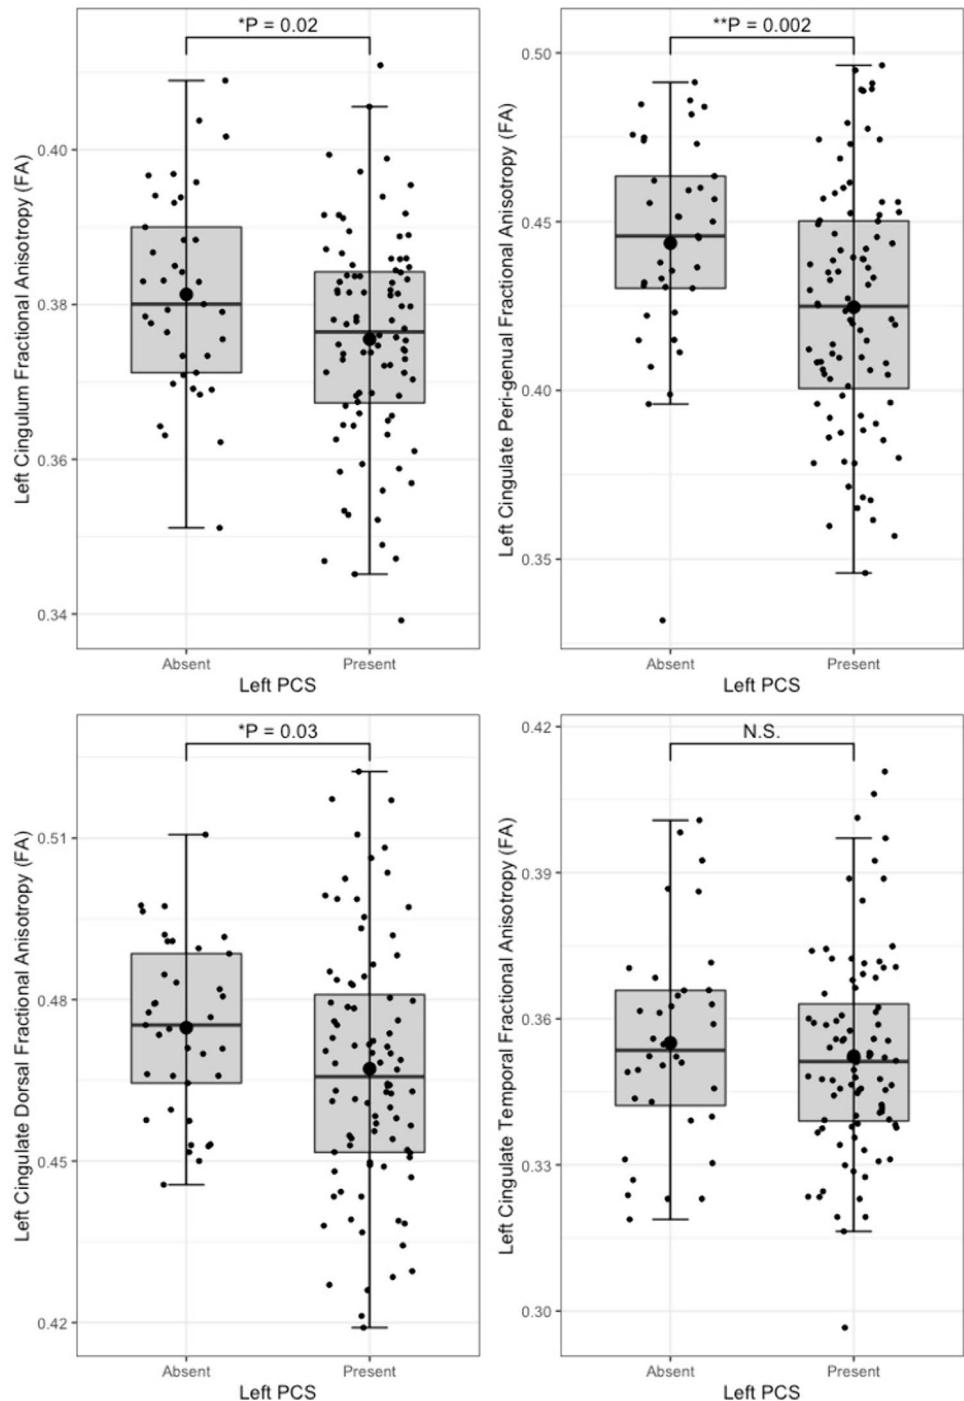 *P = 0.02
Left Cingulum Fractional Anisotropy (FA)
0.40
0.38
0.36
0.34
Absent
Present
Left PCS
**P = 0.002
Left Cingulate Peri-genual Fractional Anisotropy (FA)
0.50
0.45
0.40
0.35
Absent
Present
Left PCS
*P = 0.03
Left Cingulate Dorsal Fractional Anisotropy (FA)
0.51
0.48
0.45
0.42
Absent
Present
Left PCS
N.S.
Left Cingulate Temporal Fractional Anisotropy (FA)
0.42
0.39
0.36
0.33
0.30
Absent
Present
Left PCS